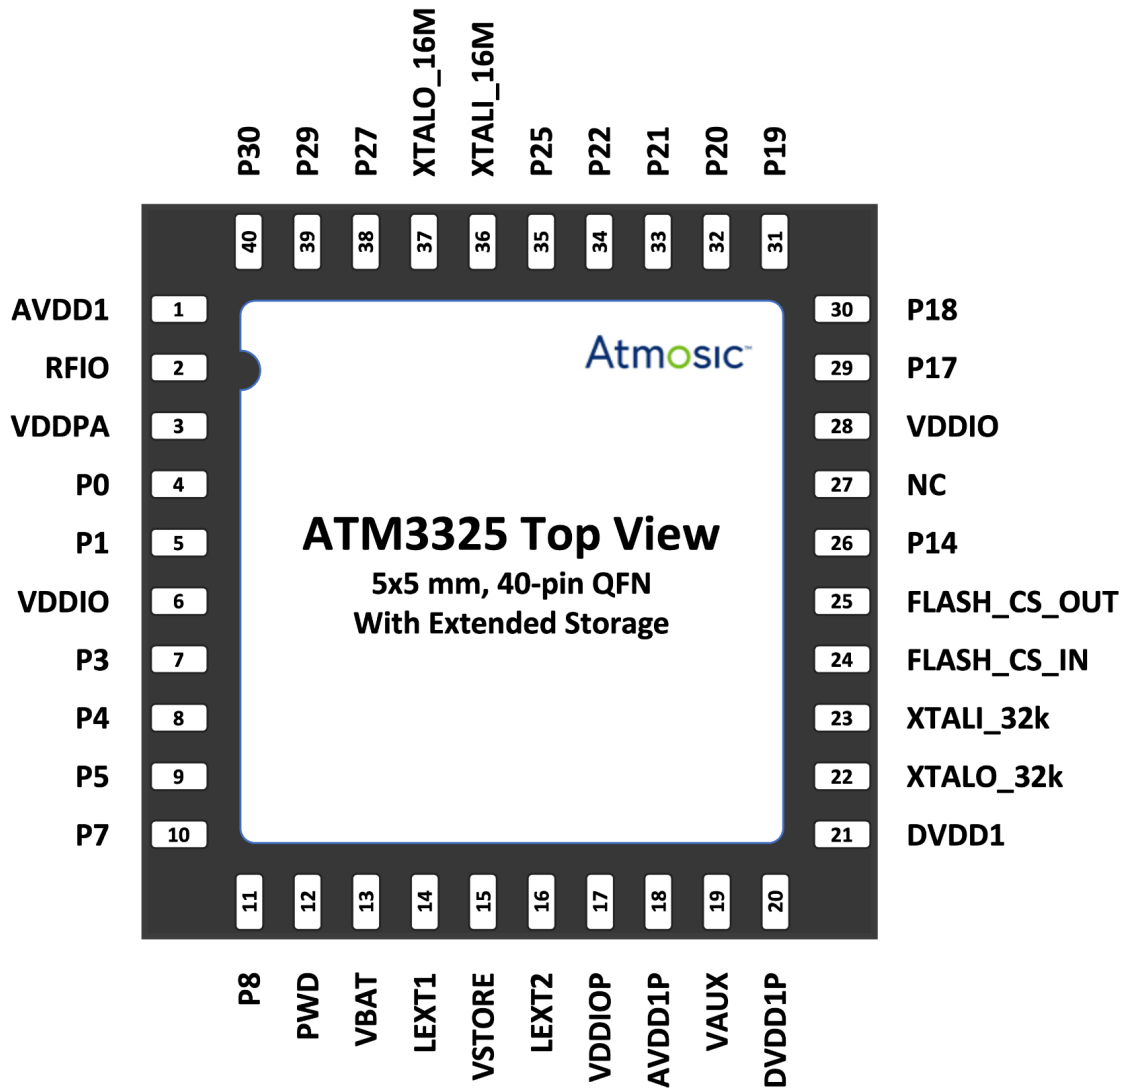 P30 P29 P27 XTALO_16M XTALI_16M P25 P22 P21 P20 P19
40 39 38 37 36 35 34 33 32 31
AVDD1 1 30 P18
RFIO 2 Atmosic™ 29 P17
VDDPA 3 28 VDDIO
P0 4 27 NC
P1 5 ATM3325 Top View 26 P14
5x5 mm, 40-pin QFN
VDDIO 6 25 FLASH_CS_OUT
With Extended Storage
P3 7 24 FLASH_CS_IN
P4 8 23 XTALI_32k
P5 9 22 XTALO_32k
P7 10 21 DVDD1
11 12 13 14 15 16 17 18 19 20
P8 PWD VBAT LEXT1 VSTORE LEXT2 VDDIOP AVDD1P VAUX DVDD1P